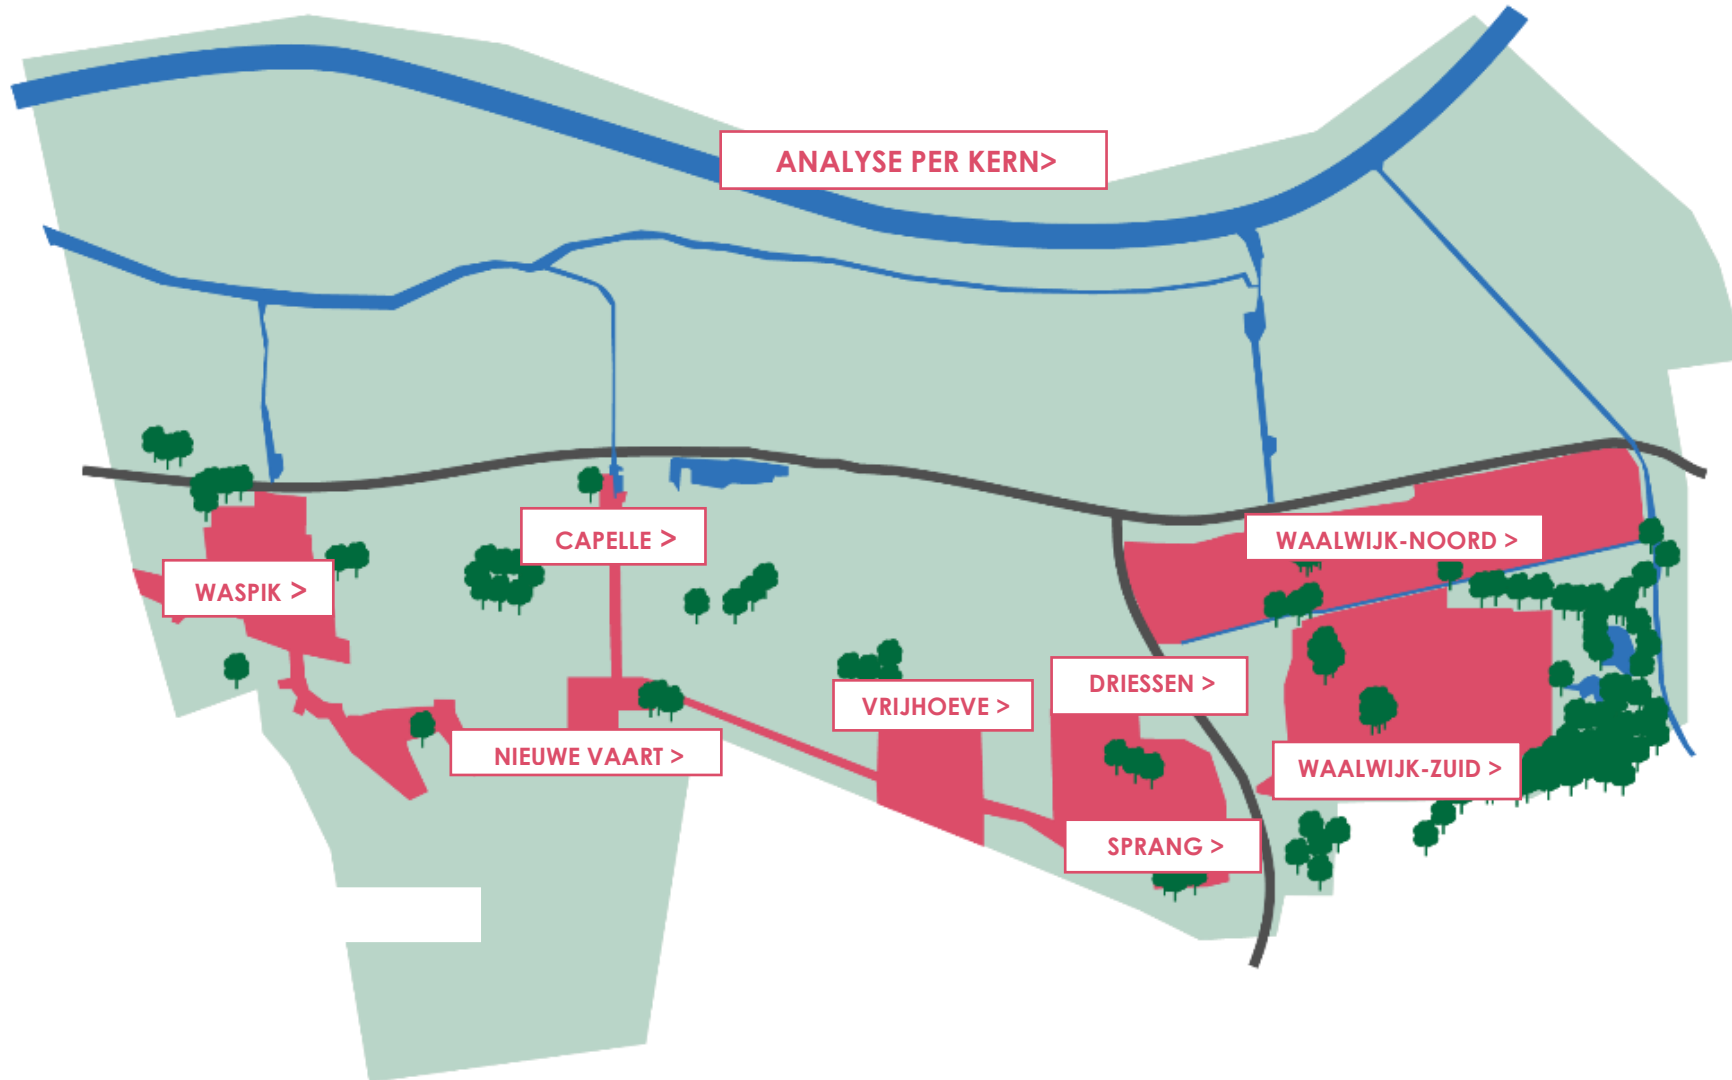 ANALYSE PER KERN>
CAPELLE >
WAALWIJK-NOORD >
WASPIK >
DRIESSEN >
VRIJHOEVE >
NIEUWE VAART >
WAALWIJK-ZUID >
SPRANG >